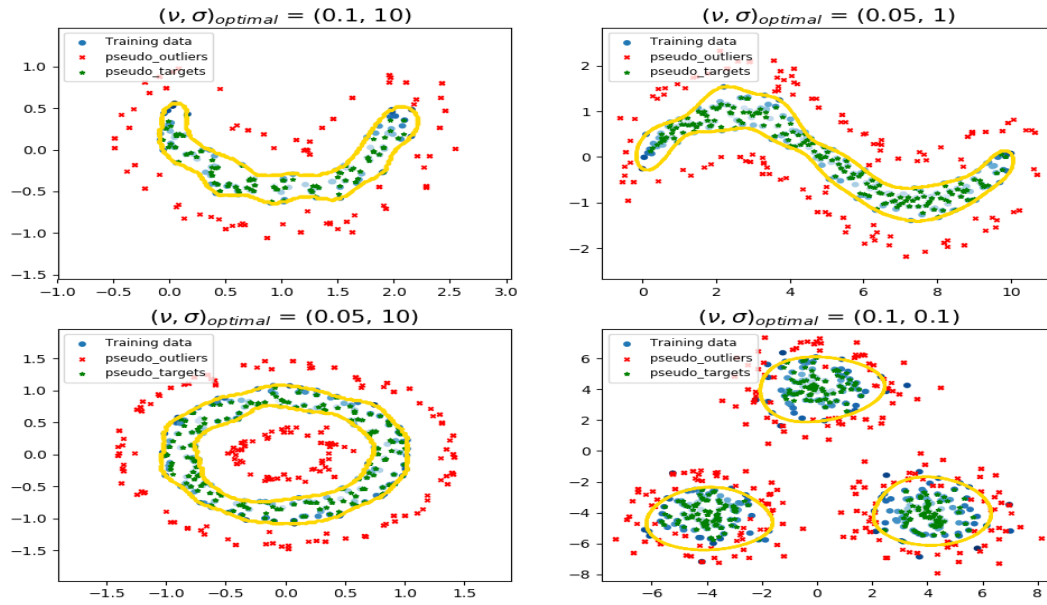 (ν, σ)optimal = (0.1, 10)
Training data
pseudo_outliers
pseudo_targets
1.0
0.5
0.0
−0.5
−1.0
−1.5
−1.0 −0.5 0.0 0.5 1.0 1.5 2.0 2.5 3.0
(ν, σ)optimal = (0.05, 1)
Training data
pseudo_outliers
pseudo_targets
2
1
0
−1
−2
0 2 4 6 8 10
(ν, σ)optimal = (0.05, 10)
Training data
pseudo_outliers
pseudo_targets
1.5
1.0
0.5
0.0
−0.5
−1.0
−1.5
−1.5 −1.0 −0.5 0.0 0.5 1.0 1.5
(ν, σ)optimal = (0.1, 0.1)
Training data
pseudo_outliers
pseudo_targets
6
4
2
0
−2
−4
−6
−8
−6 −4 −2 0 2 4 6 8